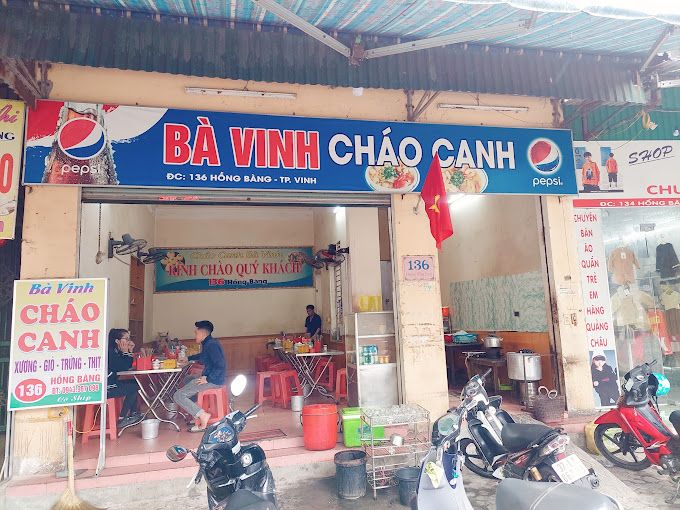 BÀ VINH CHÁO CANH
ĐC: 136 HỒNG BÀNG - TP. VINH
pepsi
pepsi
SHOP
ĐC: 134 HỒNG BÀNG
CHUYÊN
BÁN
ÁO
QUẦN
TRẺ
EM
HÀNG
QUẢNG
CHÂU
Cháo Canh Bà Vinh
KÍNH CHÀO QUÝ KHÁCH
136 Hồng Bàng
136
Bà Vinh
CHÁO
CANH
XƯƠNG - GIÒ - TRỨNG - THỊT
136
HỒNG BÀNG
Có Ship